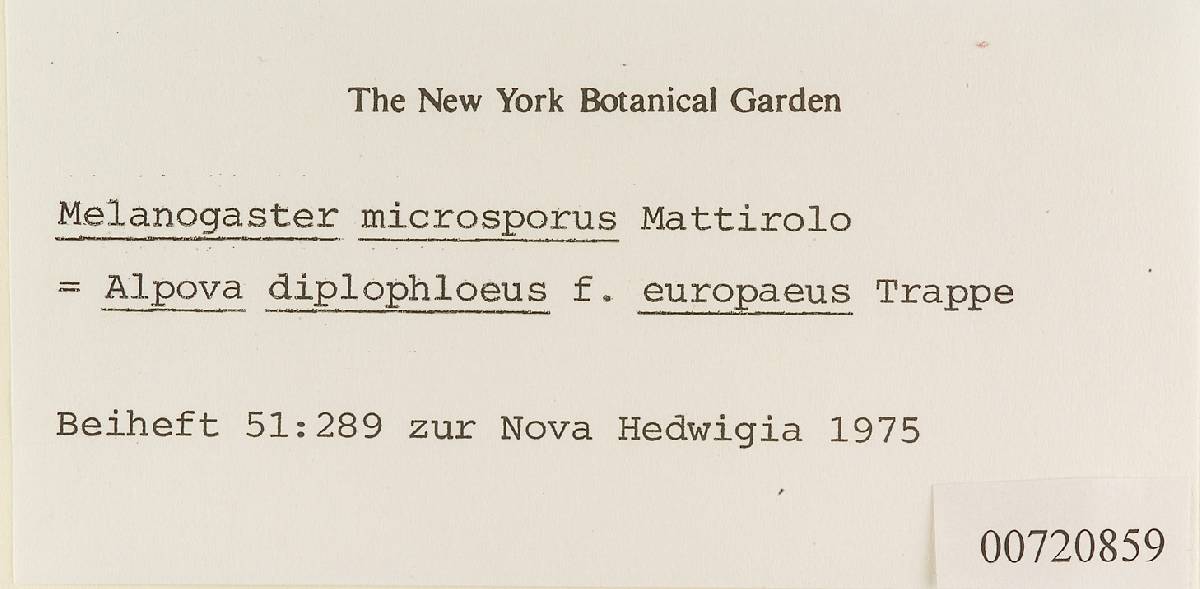 The New York Botanical Garden
Melanogaster microsporus Mattirolo
= Alpova diplophloeus f. europaeus Trappe
Beiheft 51:289 zur Nova Hedwigia 1975
00720859